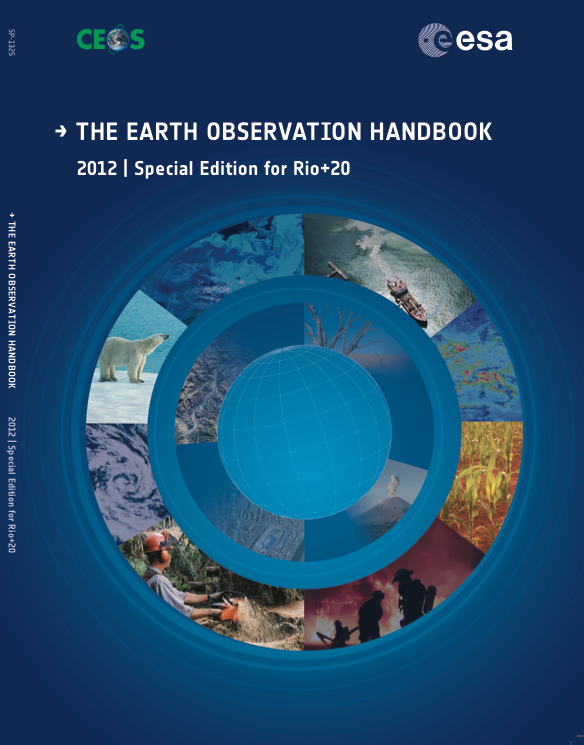 SP-1325
CEOS
esa
→ THE EARTH OBSERVATION HANDBOOK
2012 | Special Edition for Rio+20
→ THE EARTH OBSERVATION HANDBOOK
2012 | Special Edition for Rio+20